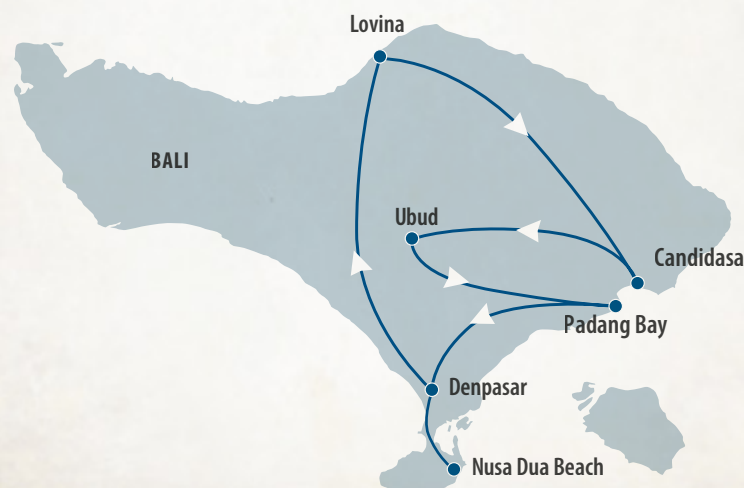 Lovina
BALI
Ubud
Candidasa
Padang Bay
Denpasar
Nusa Dua Beach